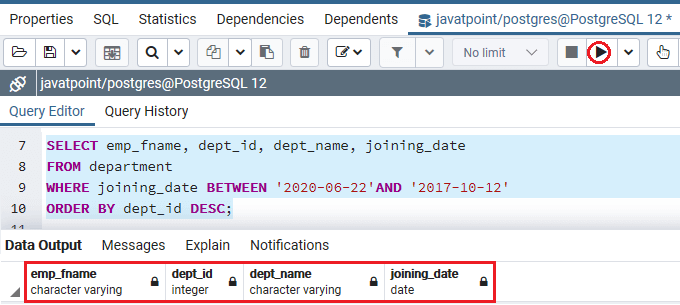 Properties SQL Statistics Dependencies Dependents javatpoint/postgres@PostgreSQL 12 *
No limit
javatpoint/postgres@PostgreSQL 12
Query Editor Query History
7 SELECT emp_fname, dept_id, dept_name, joining_date
8 FROM department
9 WHERE joining_date BETWEEN '2020-06-22'AND '2017-10-12'
10 ORDER BY dept_id DESC;
11
Data Output Messages Explain Notifications
emp_fname dept_id dept_name joining_date
character varying integer character varying date